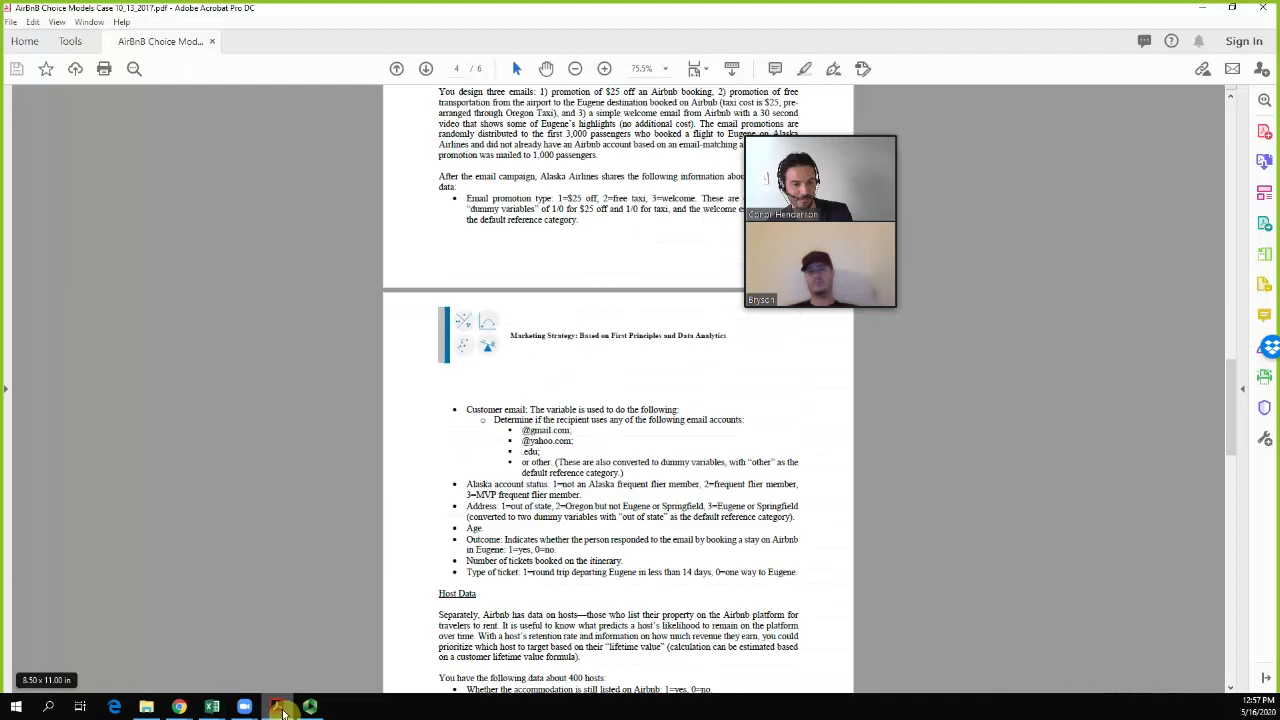 AirBnB Choice Models Case 10_13_2017.pdf - Adobe Acrobat Pro DC
File Edit View Window Help
Home Tools AirBnB Choice Mod... × Sign In
4 / 6 75.5%
You design three emails: 1) promotion of $25 off an Airbnb booking, 2) promotion of free
transportation from the airport to the Eugene destination booked on Airbnb (taxi cost is $25, pre-
arranged through Oregon Taxi), and 3) a simple welcome email from Airbnb with a 30 second
video that shows some of Eugene's highlights (no additional cost). The email promotions are
randomly distributed to the first 3,000 passengers who booked a flight to Eugene on Alaska
Airlines and did not already have an Airbnb account based on an email-matching
promotion was mailed to 1,000 passengers.
After the email campaign, Alaska Airlines shares the following information
data:
• Email promotion type: 1=$25 off, 2=free taxi, 3=welcome. These are
"dummy variables" of 1/0 for $25 off and 1/0 for taxi, and the welcome
the default reference category.
Conor Henderson
Bryson
Marketing Strategy: Based on First Principles and Data Analytics
• Customer email: The variable is used to do the following:
o Determine if the recipient uses any of the following email accounts:
▪ @gmail.com;
▪ @yahoo.com;
▪ .edu;
▪ or other. (These are also converted to dummy variables, with "other" as the
default reference category.)
• Alaska account status: 1=not an Alaska frequent flier member, 2=frequent flier member,
3=MVP frequent flier member.
• Address: 1=out of state, 2=Oregon but not Eugene or Springfield, 3=Eugene or Springfield
(converted to two dummy variables with "out of state" as the default reference category).
• Age.
• Outcome: Indicates whether the person responded to the email by booking a stay on Airbnb
in Eugene: 1=yes, 0=no.
• Number of tickets booked on the itinerary.
• Type of ticket: 1=round trip departing Eugene in less than 14 days, 0=one way to Eugene.
Host Data
Separately, Airbnb has data on hosts—those who list their property on the Airbnb platform for
travelers to rent. It is useful to know what predicts a host's likelihood to remain on the platform
over time. With a host's retention rate and information on how much revenue they earn, you could
prioritize which host to target based on their "lifetime value" (calculation can be estimated based
on a customer lifetime value formula).
You have the following data about 400 hosts:
• Whether the accommodation is still listed on Airbnb: 1=yes, 0=no.
8.50 x 11.00 in
12:57 PM
5/16/2020